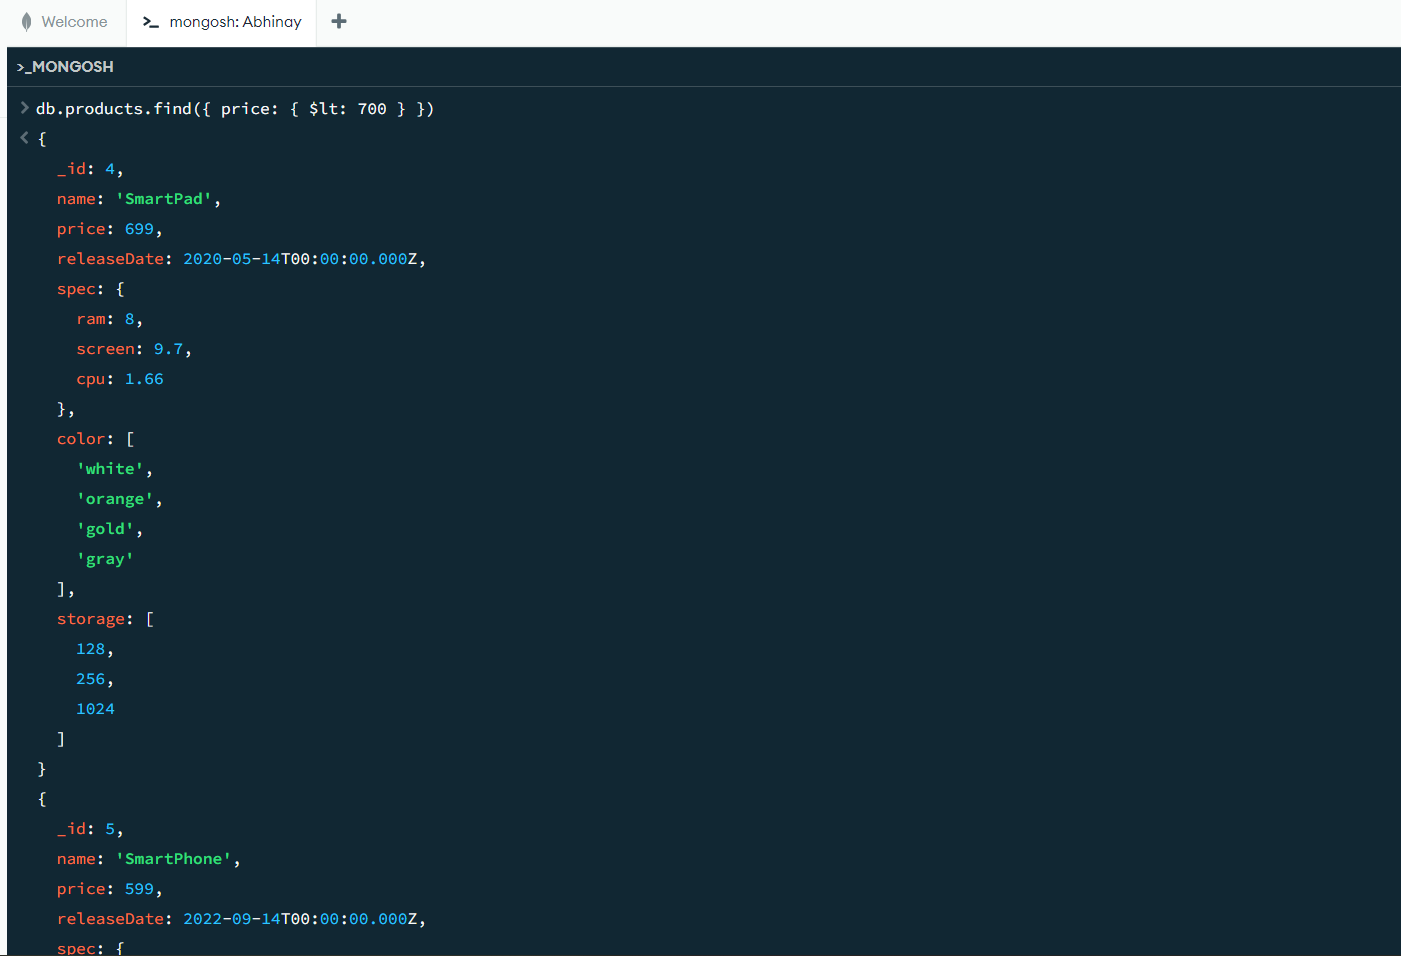 Welcome
mongosh: Abhinay
>_MONGOSH
db.products.find({ price: { $lt: 700 } })
{
_id: 4,
name: 'SmartPad',
price: 699,
releaseDate: 2020-05-14T00:00:00.000Z,
spec: {
ram: 8,
screen: 9.7,
cpu: 1.66
},
color: [
'white',
'orange',
'gold',
'gray'
],
storage: [
128,
256,
1024
]
}
{
_id: 5,
name: 'SmartPhone',
price: 599,
releaseDate: 2022-09-14T00:00:00.000Z,
spec: {